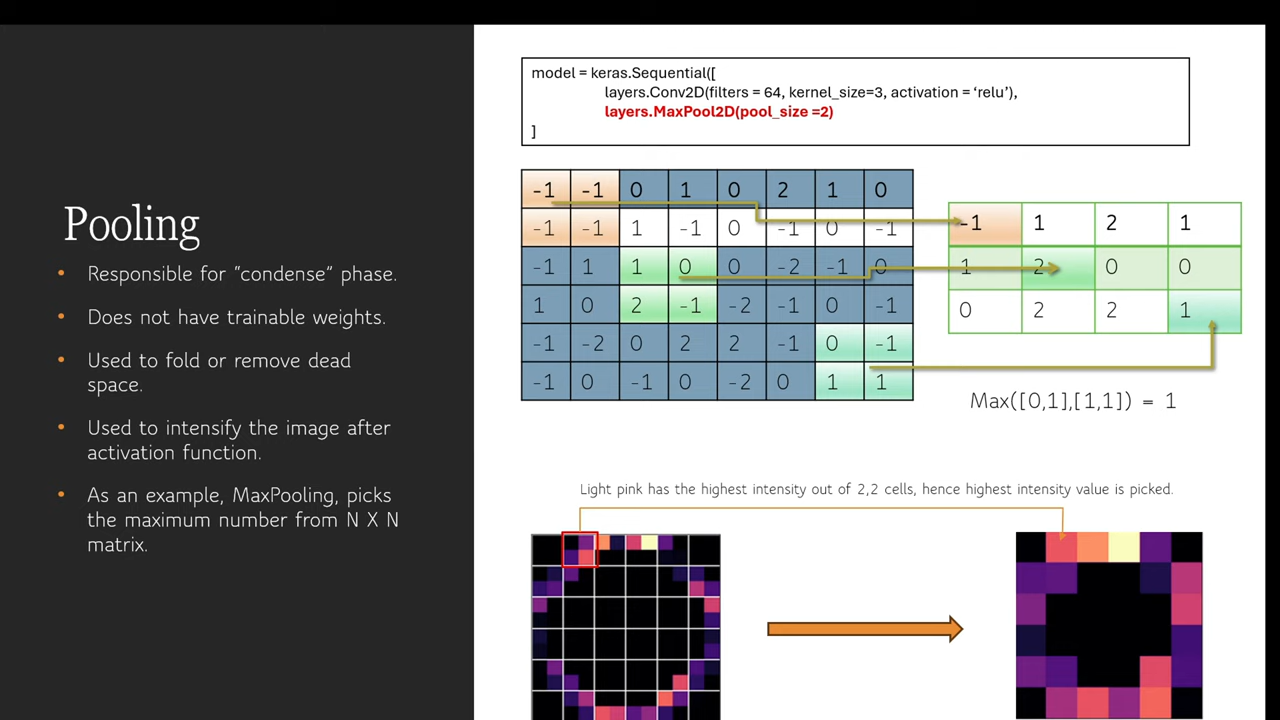 Pooling
• Responsible for “condense” phase.
• Does not have trainable weights.
• Used to fold or remove dead
space.
• Used to intensify the image after
activation function.
• As an example, MaxPooling, picks
the maximum number from N X N
matrix.
model = keras.Sequential([
layers.Conv2D(filters = 64, kernel_size=3, activation = ‘relu’),
layers.MaxPool2D(pool_size =2)
]
-1 -1 0 1 0 2 1 0
-1 -1 1 -1 0 -1 0 -1
-1 1 1 0 0 -2 -1 0
1 0 2 -1 -2 -1 0 -1
-1 -2 0 2 2 -1 0 -1
-1 0 -1 0 -2 0 1 1
-1 1 2 1
1 2 0 0
0 2 2 1
Max([0,1],[1,1]) = 1
Light pink has the highest intensity out of 2,2 cells, hence highest intensity value is picked.